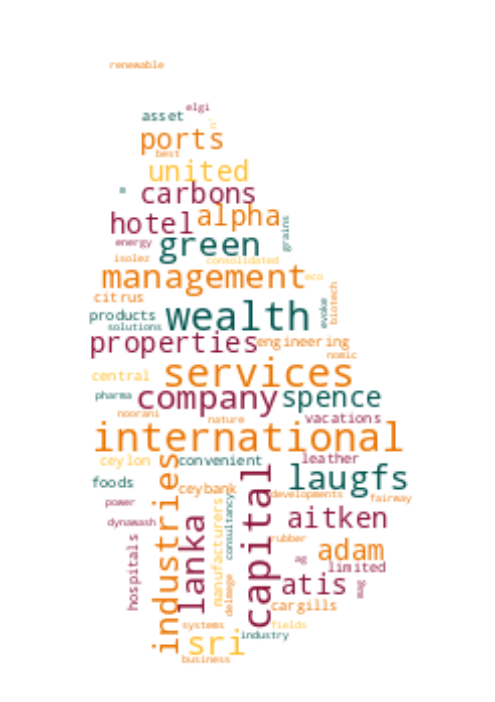 renewable
elgi
asset
c
ports
best
united
carbons
hotel alpha
grains
energy green
isolez consolidated
management eco
citrus biotech
products wealth evoke
solutions
properties engineering
nomic
central services
pharma company spence
noorani nature vacations
international
ceylon convenient leather
foods laugfs
ceybank developments fairway
power industries capital
dynawash lanka manufacturers consultancy aitken
rubber
hospitals ag adam
limited
delmege atis mag
cargills
systems fields
sri industry
business